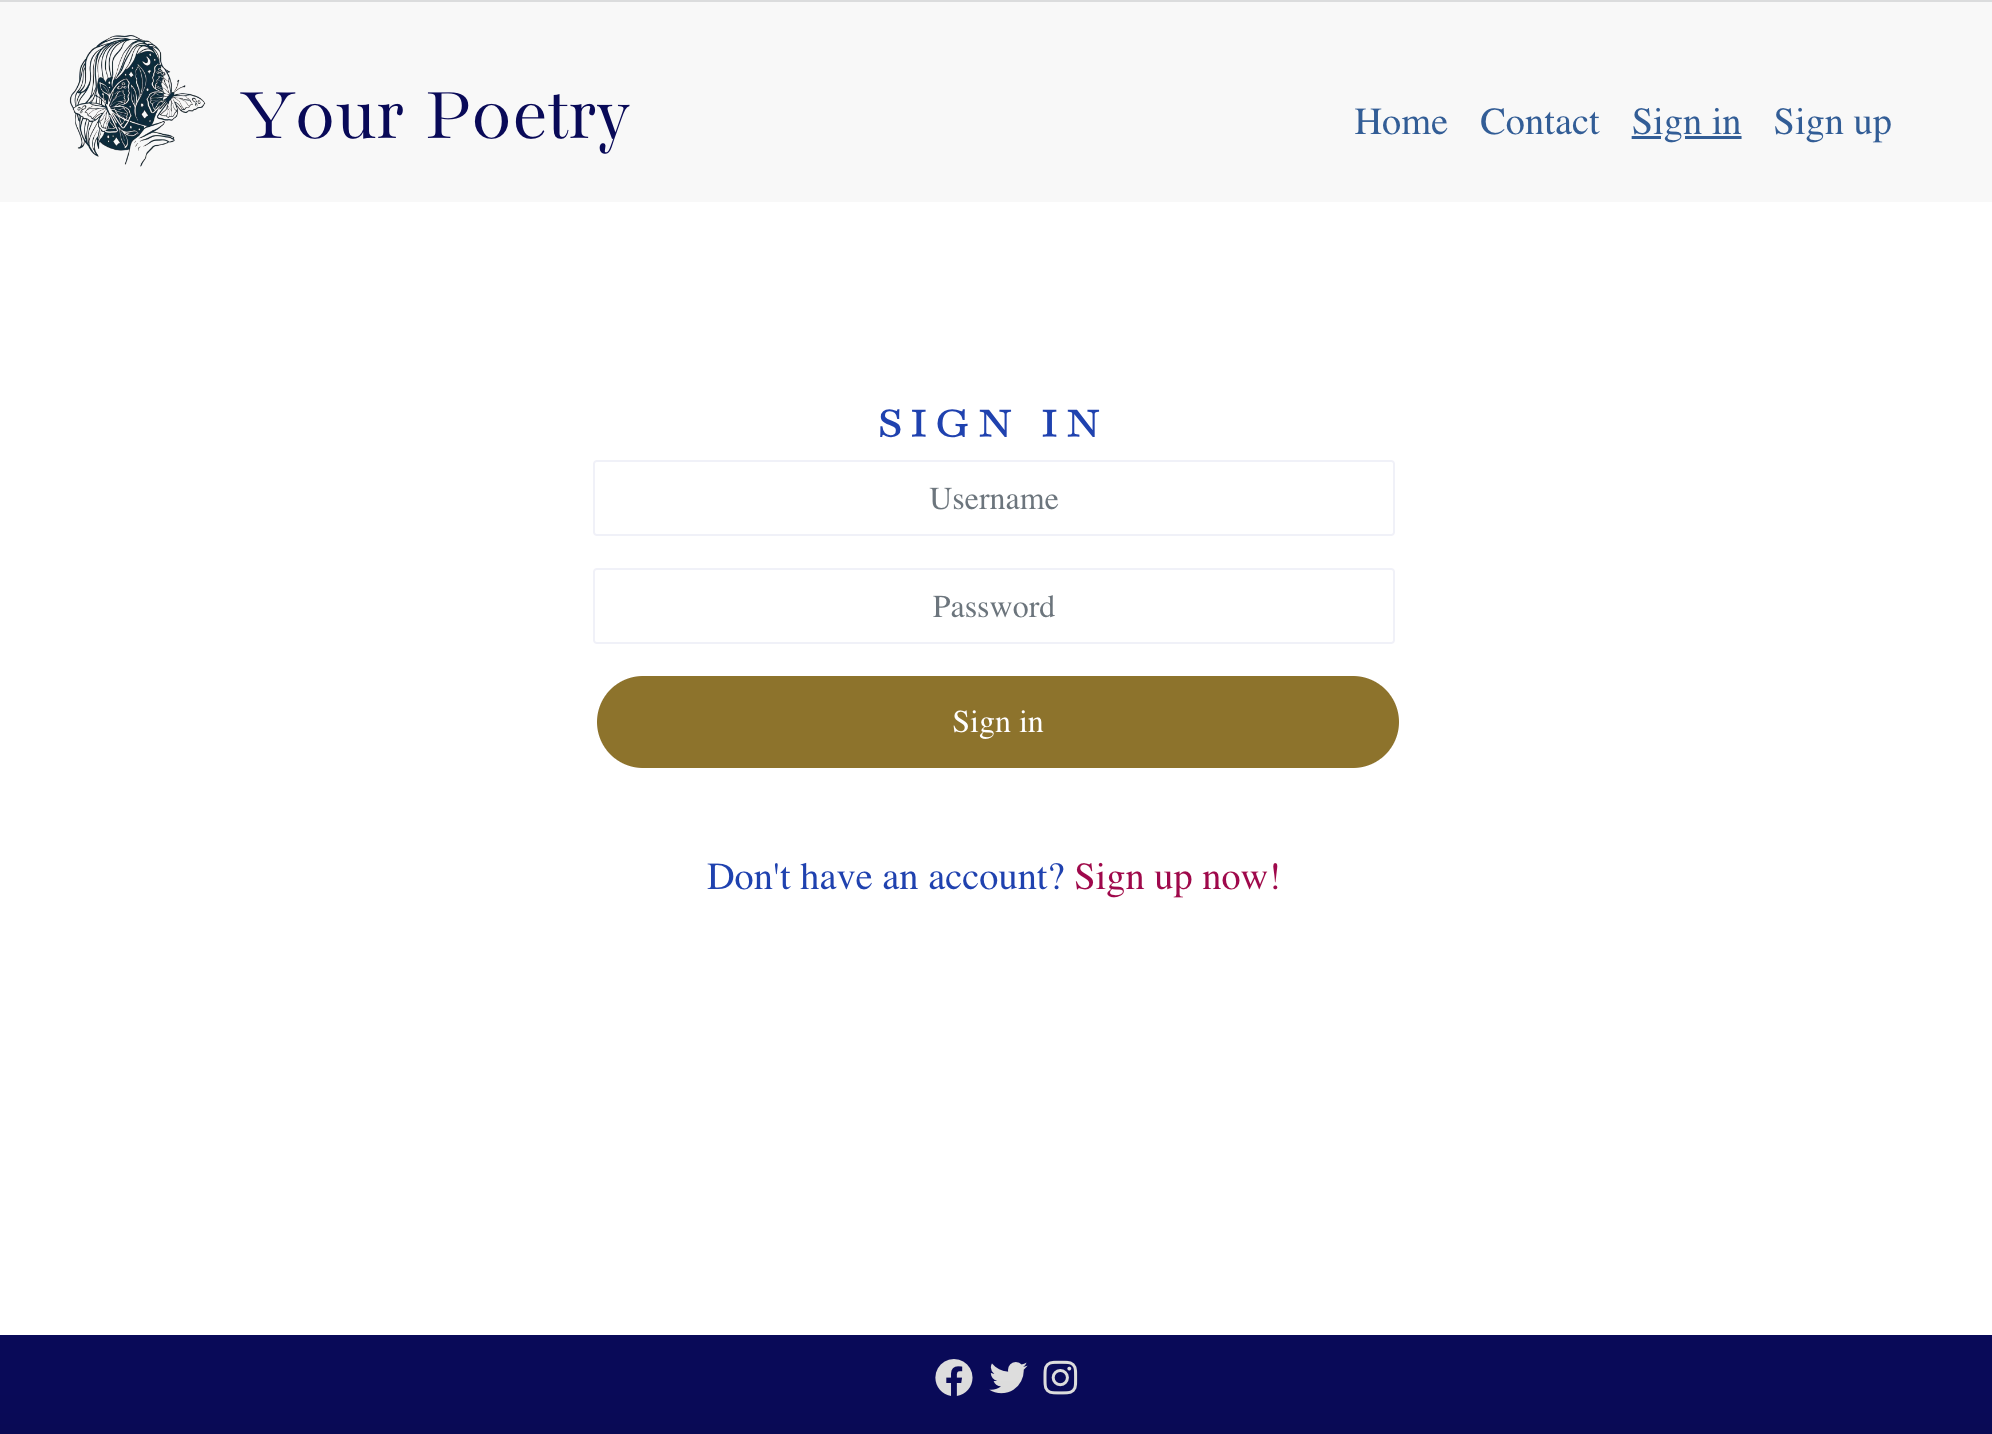 Your Poetry
Home Contact Sign in Sign up
SIGN IN
Username
Password
Sign in
Don't have an account? Sign up now!